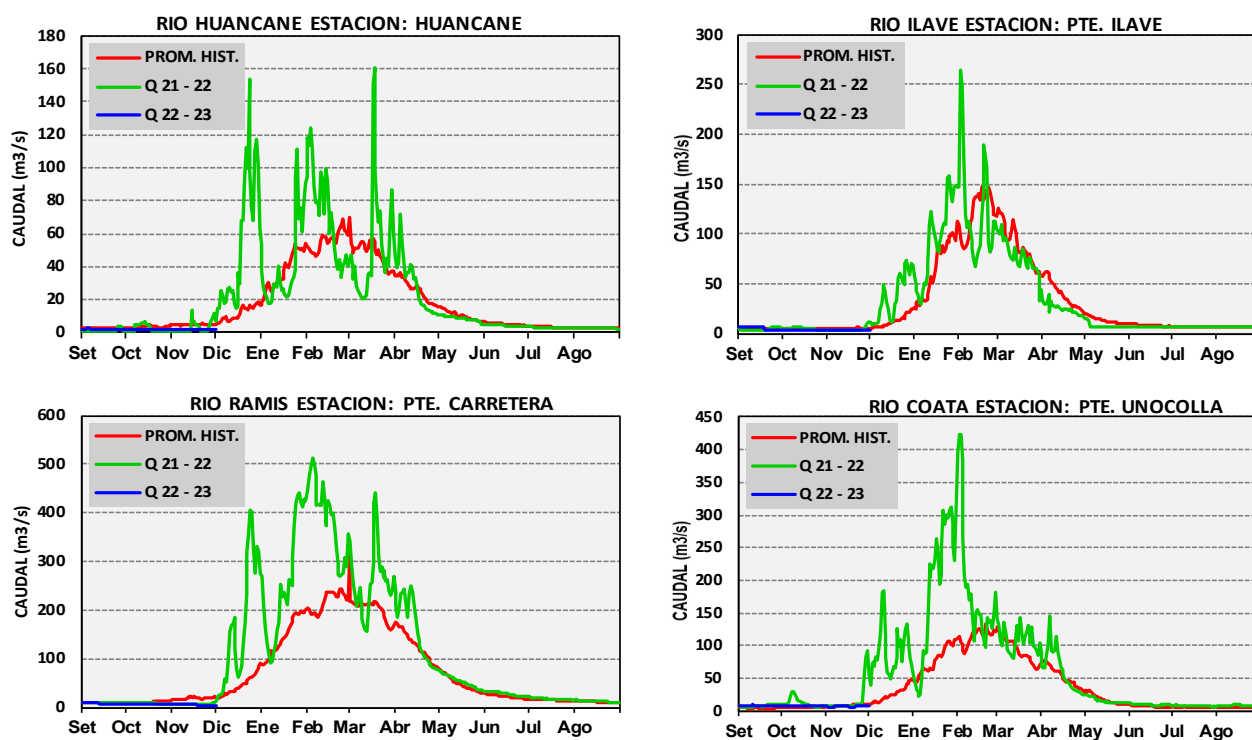 RIO HUANCANE ESTACION: HUANCANE
180
160
140
120
100
80
60
40
20
0
CAUDAL (m3/s)
PROM. HIST.
Q 21 - 22
Q 22 - 23
Set Oct Nov Dic Ene Feb Mar Abr May Jun Jul Ago
RIO ILAVE ESTACION: PTE. ILAVE
300
250
200
150
100
50
0
CAUDAL (m3/s)
PROM. HIST.
Q 21 - 22
Q 22 - 23
Set Oct Nov Dic Ene Feb Mar Abr May Jun Jul Ago
RIO RAMIS ESTACION: PTE. CARRETERA
600
500
400
300
200
100
0
CAUDAL (m3/s)
PROM. HIST.
Q 21 - 22
Q 22 - 23
Set Oct Nov Dic Ene Feb Mar Abr May Jun Jul Ago
RIO COATA ESTACION: PTE. UNOCOLLA
450
400
350
300
250
200
150
100
50
0
CAUDAL (m3/s)
PROM. HIST.
Q 21 - 22
Q 22 - 23
Set Oct Nov Dic Ene Feb Mar Abr May Jun Jul Ago